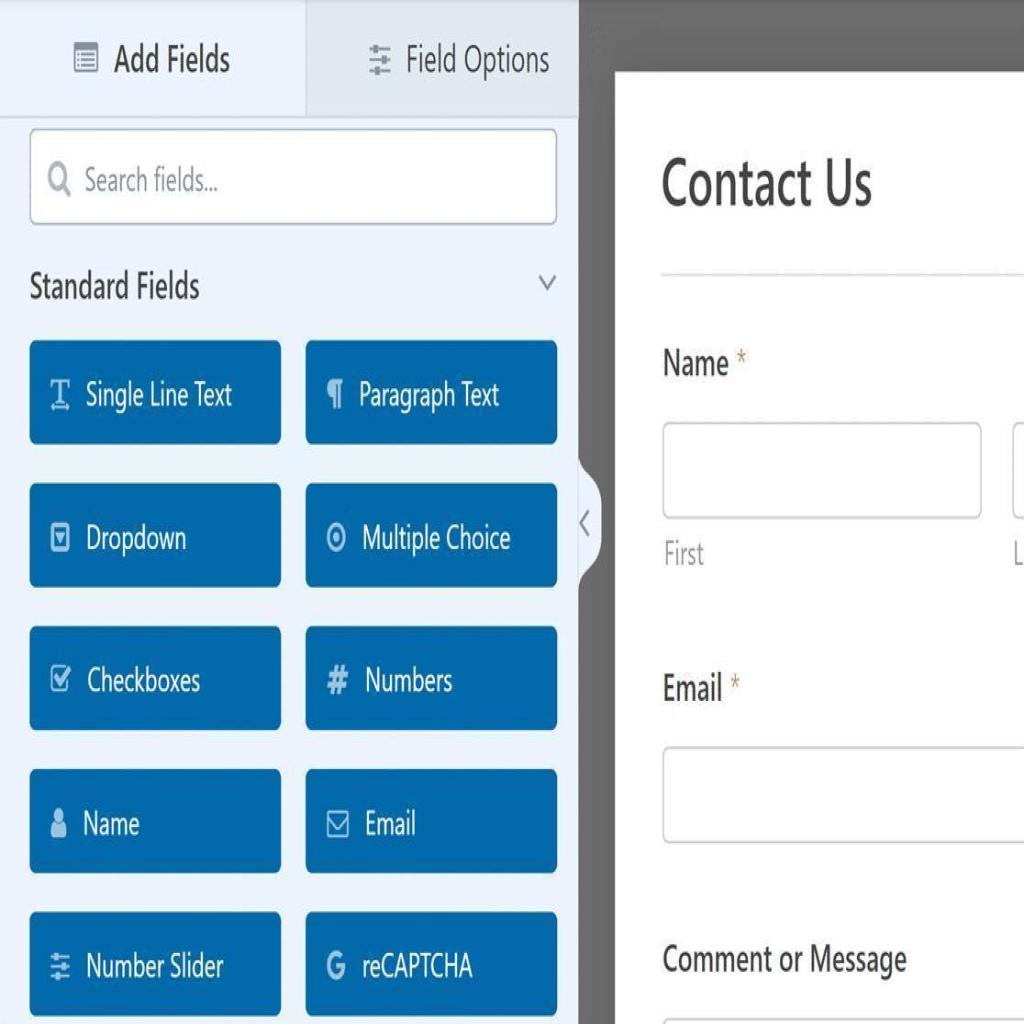 Add Fields
Field Options
Search fields...
Standard Fields
Single Line Text
Paragraph Text
Dropdown
Multiple Choice
Checkboxes
# Numbers
Name
Email
Number Slider
reCAPTCHA
Contact Us
Name *
First
Email *
Comment or Message